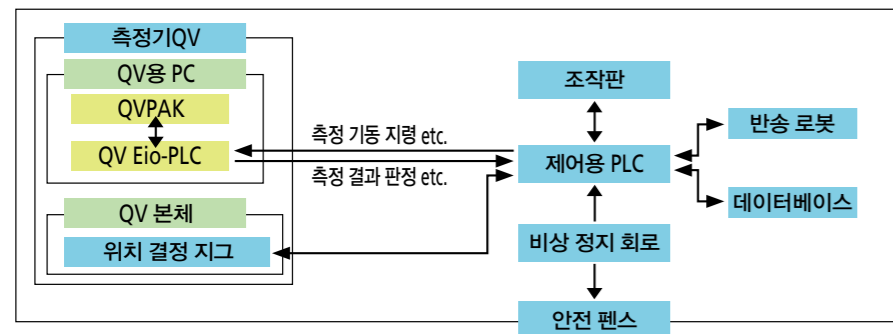 측정기QV
QV용 PC
QVPAK
QV Eio-PLC
QV 본체
위치 결정 지그
측정 기동 지령 etc.
측정 결과 판정 etc.
조작판
제어용 PLC
비상 정지 회로
안전 펜스
반송 로봇
데이터베이스